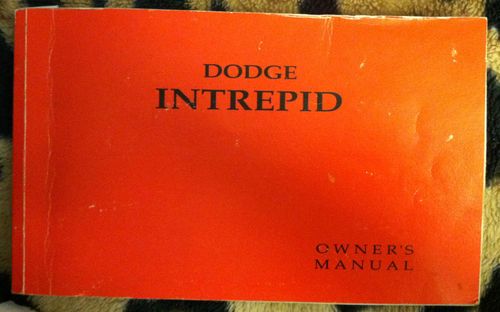 DODGE
INTREPID
OWNER'S
MANUAL